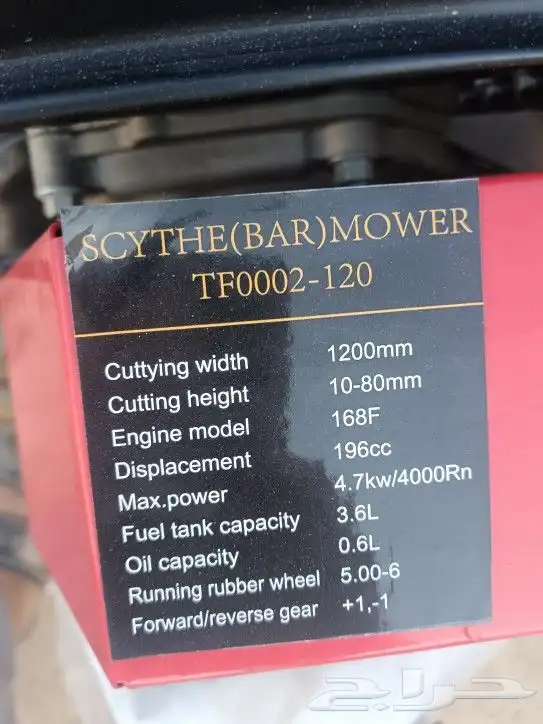 SCYTHE(BAR)MOWER
TF0002-120
Cuttying width 1200mm
Cutting height 10-80mm
Engine model 168F
Displacement 196cc
Max.power 4.7kw/4000Rn
Fuel tank capacity 3.6L
Oil capacity 0.6L
Running rubber wheel 5.00-6
Forward/reverse gear +1,-1
حراج